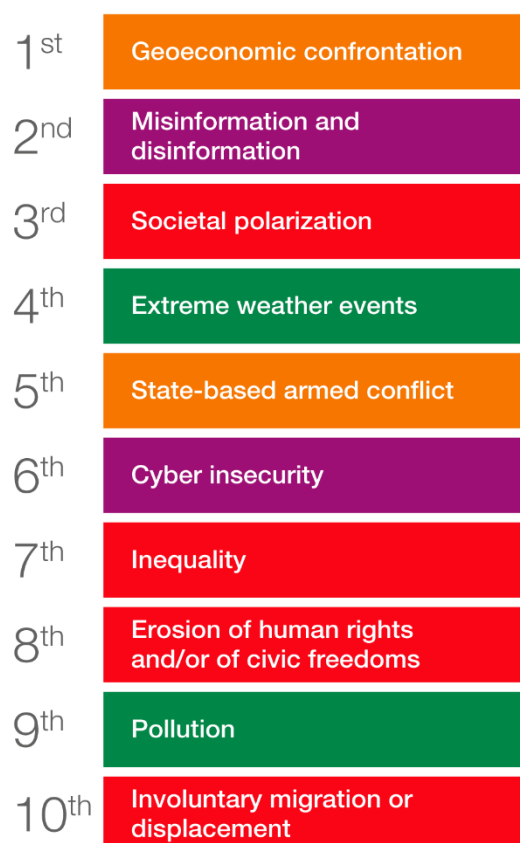 1st Geoeconomic confrontation
2nd Misinformation and
disinformation
3rd Societal polarization
4th Extreme weather events
5th State-based armed conflict
6th Cyber insecurity
7th Inequality
8th Erosion of human rights
and/or of civic freedoms
9th Pollution
10th Involuntary migration or
displacement